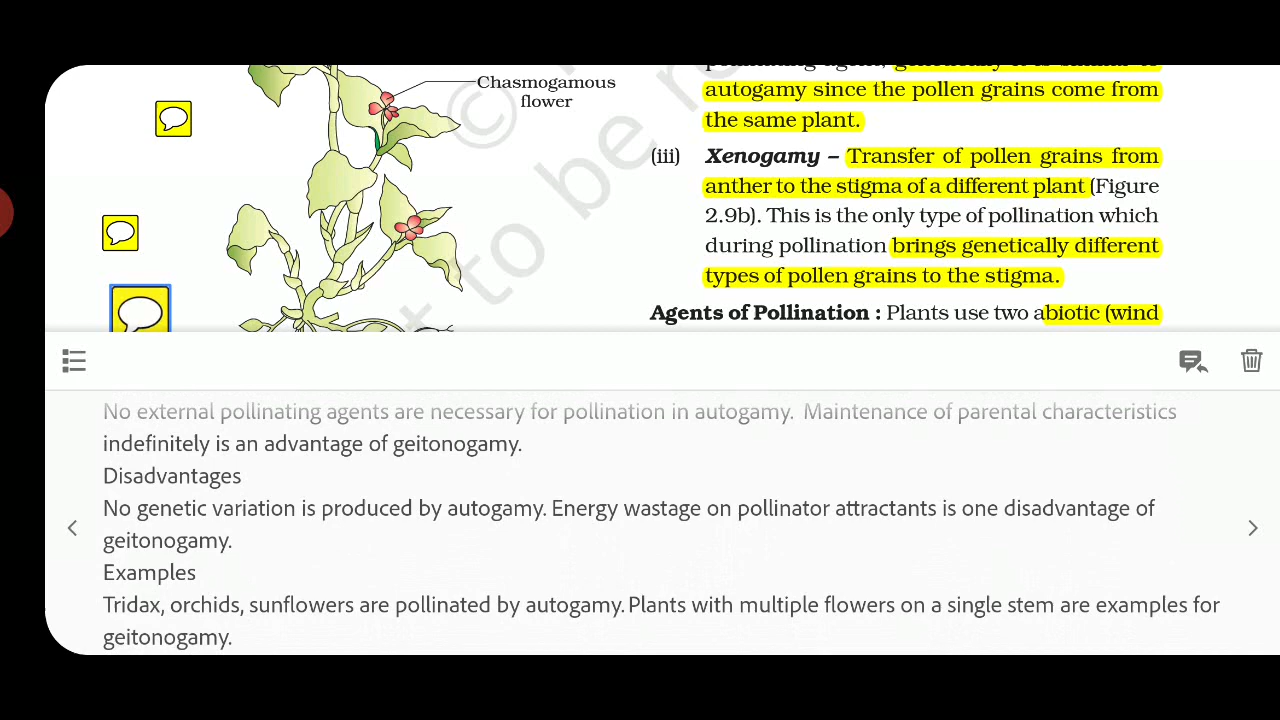 Chasmogamous
flower
autogamy since the pollen grains come from
the same plant.
(iii) Xenogamy – Transfer of pollen grains from
anther to the stigma of a different plant (Figure
2.9b). This is the only type of pollination which
during pollination brings genetically different
types of pollen grains to the stigma.
Agents of Pollination : Plants use two abiotic (wind
©
t to be r
No external pollinating agents are necessary for pollination in autogamy. Maintenance of parental characteristics
indefinitely is an advantage of geitonogamy.
Disadvantages
No genetic variation is produced by autogamy. Energy wastage on pollinator attractants is one disadvantage of
geitonogamy.
Examples
Tridax, orchids, sunflowers are pollinated by autogamy. Plants with multiple flowers on a single stem are examples for
geitonogamy.